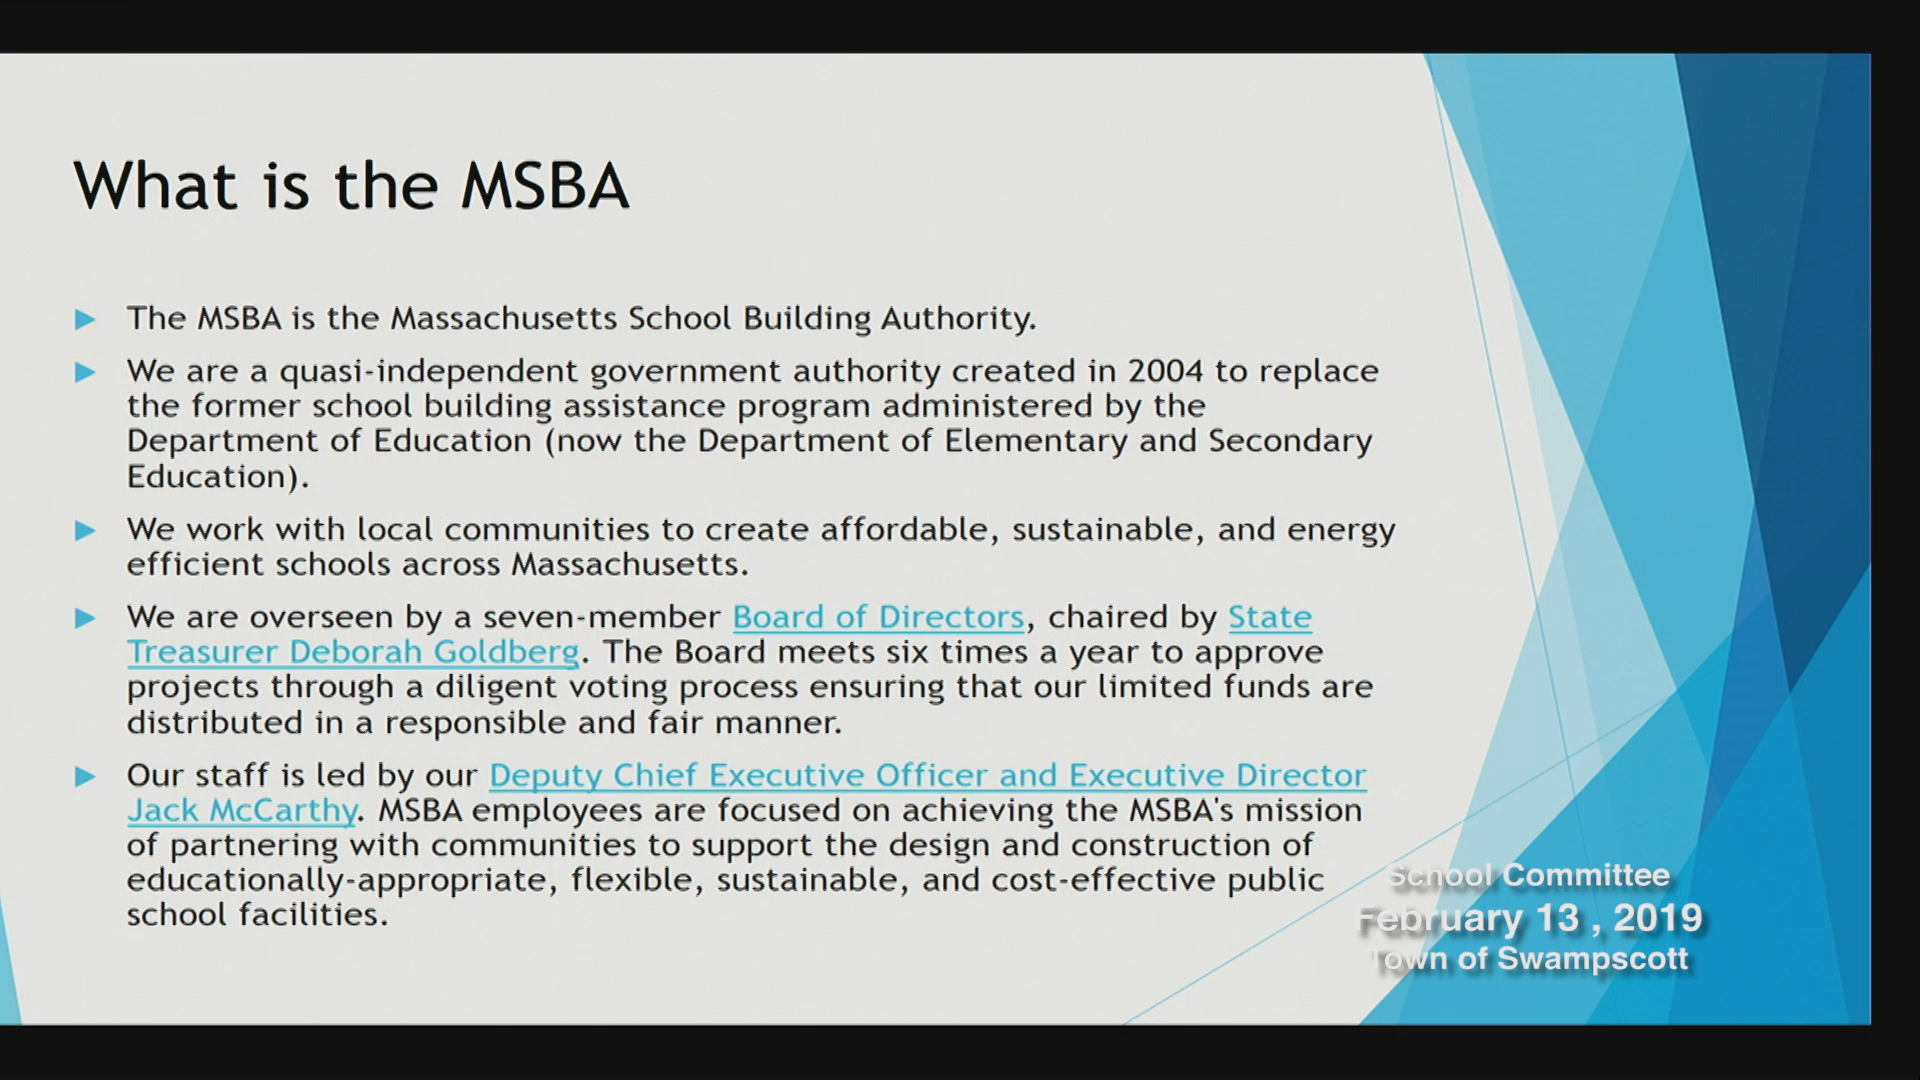 What is the MSBA
The MSBA is the Massachusetts School Building Authority.
We are a quasi-independent government authority created in 2004 to replace
the former school building assistance program administered by the
Department of Education (now the Department of Elementary and Secondary
Education).
We work with local communities to create affordable, sustainable, and energy
efficient schools across Massachusetts.
We are overseen by a seven-member Board of Directors, chaired by State
Treasurer Deborah Goldberg. The Board meets six times a year to approve
projects through a diligent voting process ensuring that our limited funds are
distributed in a responsible and fair manner.
Our staff is led by our Deputy Chief Executive Officer and Executive Director
Jack McCarthy. MSBA employees are focused on achieving the MSBA's mission
of partnering with communities to support the design and construction of
educationally-appropriate, flexible, sustainable, and cost-effective public
school facilities.
School Committee
February 13 , 2019
Town of Swampscott